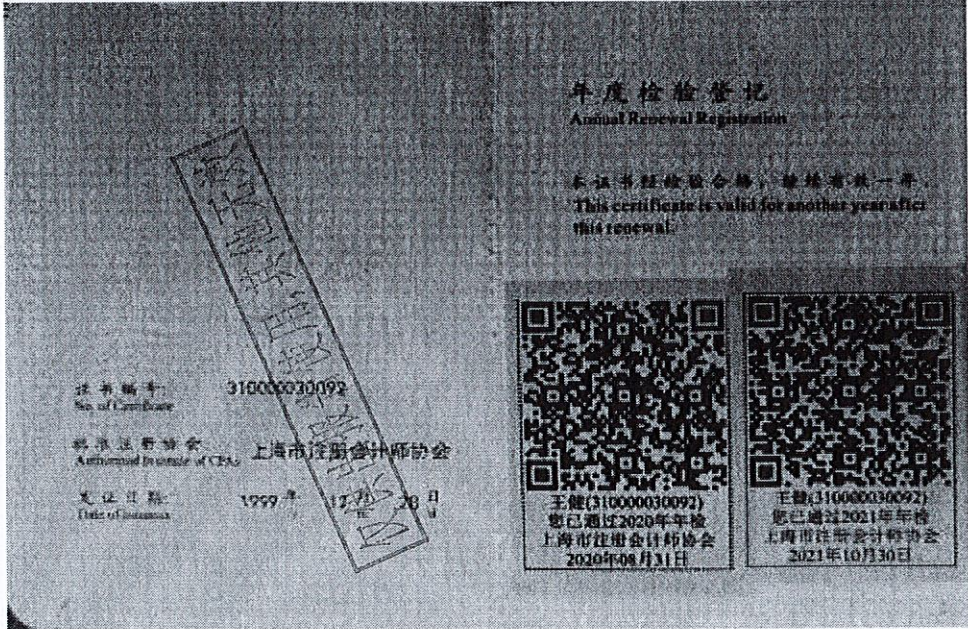 证书编号:
No. of Certificate
310000030092
批准注册协会:
Authorized Institute of CPAs
上海市注册会计师协会
发证日期:
Date of Issuance
1999 年 12 月 28 日
年度检验登记
Annual Renewal Registration
本证书经检验合格，继续有效一年。
This certificate is valid for another year after
this renewal.
王健(310000030092)
您已通过2020年年检
上海市注册会计师协会
2020年08月31日
王健(310000030092)
您已通过2021年年检
上海市注册会计师协会
2021年10月30日